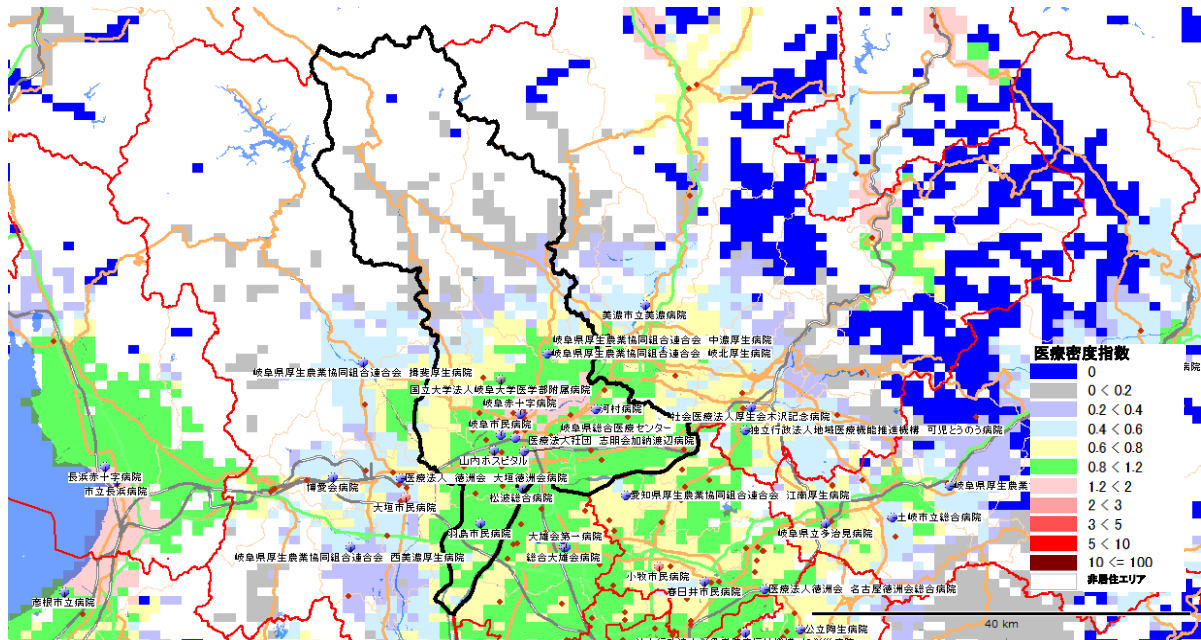 美濃市立美濃病院
岐阜県厚生農業協同組合連合会 中濃厚生病院
岐阜県厚生農業協同組合連合会 岐北厚生病院
岐阜県厚生農業協同組合連合会 揖斐厚生病院
国立大学法人岐阜大学医学部附属病院
岐阜赤十字病院
河村病院
社会医療法人厚生会木沢記念病院
岐阜市民病院
岐阜県総合医療センター
独立行政法人地域医療機能推進機構 可児とうのう病院
医療法人社団 志朋会加納渡辺病院
山内ホスピタル
長浜赤十字病院
市立長浜病院
博愛会病院
医療法人 徳洲会 大垣徳洲会病院
松波総合病院
大垣市民病院
愛知県厚生農業協同組合連合会 江南厚生病院
岐阜県厚生農業
土岐市立総合病院
羽島市民病院
岐阜県立多治見病院
大雄会第一病院
総合大雄会病院
岐阜県厚生農業協同組合連合会 西美濃厚生病院
小牧市民病院
春日井市民病院
医療法人徳洲会 名古屋徳洲会総合病院
彦根市立病院
公立陶生病院
40 km
医療密度指数
0
0 < 0.2
0.2 < 0.4
0.4 < 0.6
0.6 < 0.8
0.8 < 1.2
1.2 < 2
2 < 3
3 < 5
5 < 10
10 <= 100
非居住エリア
病院